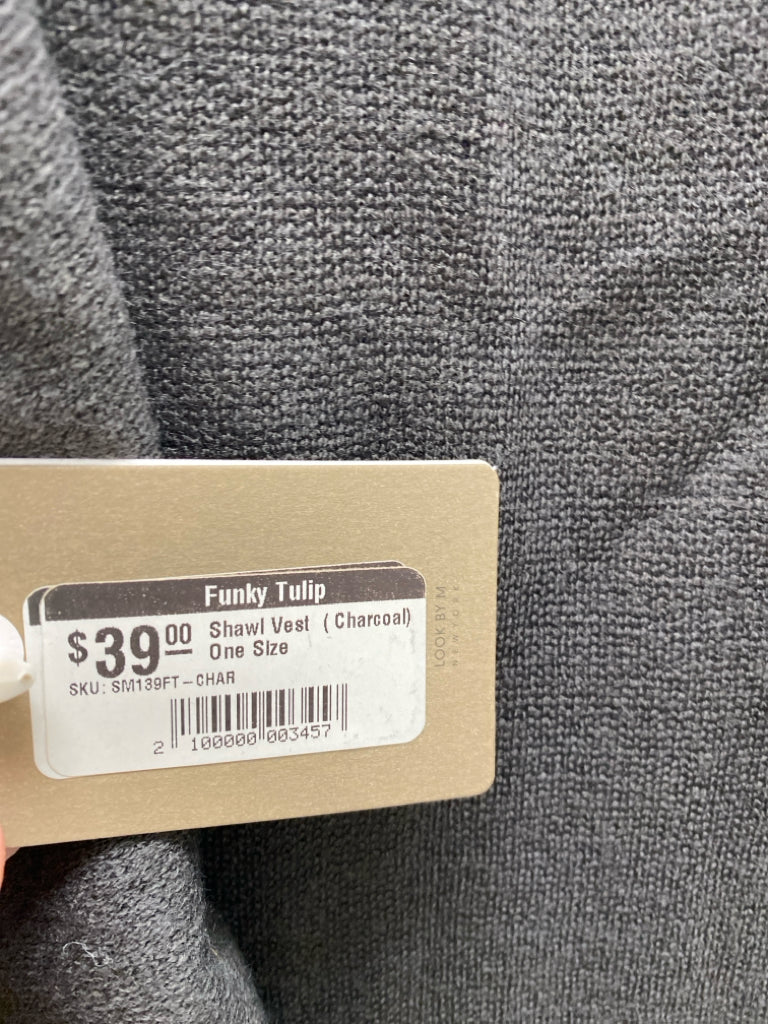 Funky Tulip
$39.00 Shawl Vest (Charcoal)
One Size
SKU: SM139FT-CHAR
2 100000 003457
LOOK BY M
NEW YORK